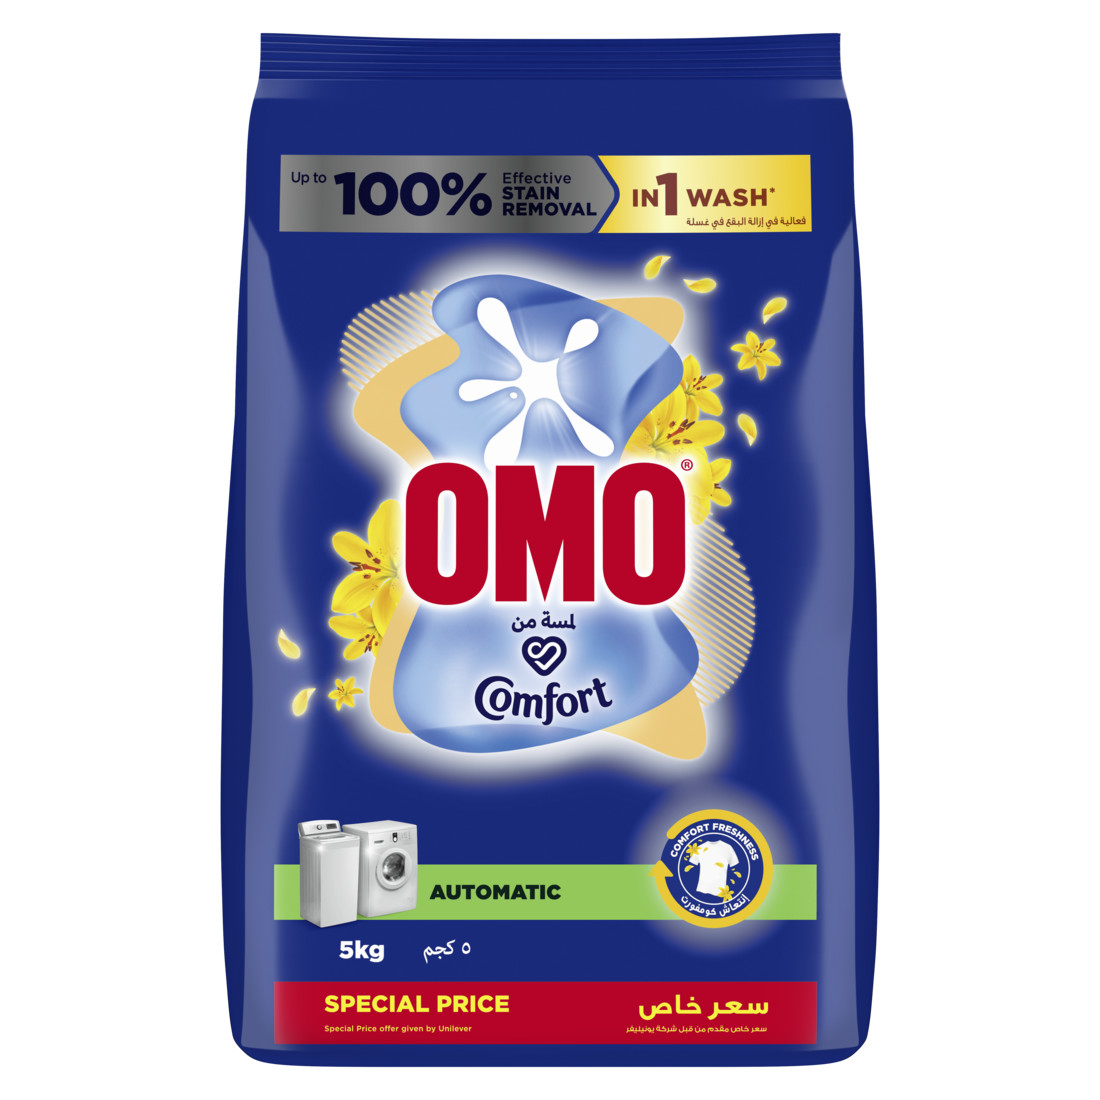 Up to 100% Effective
STAIN
REMOVAL
IN 1 WASH*
فعالية في إزالة البقع في غسلة
OMO®
لمسة من
Comfort
COMFORT FRESHNESS
إنتعاش كومفورت
AUTOMATIC
5kg ٥ كجم
SPECIAL PRICE سعر خاص
Special Price offer given by Unilever سعر خاص مقدم من قبل شركة يونيليفر